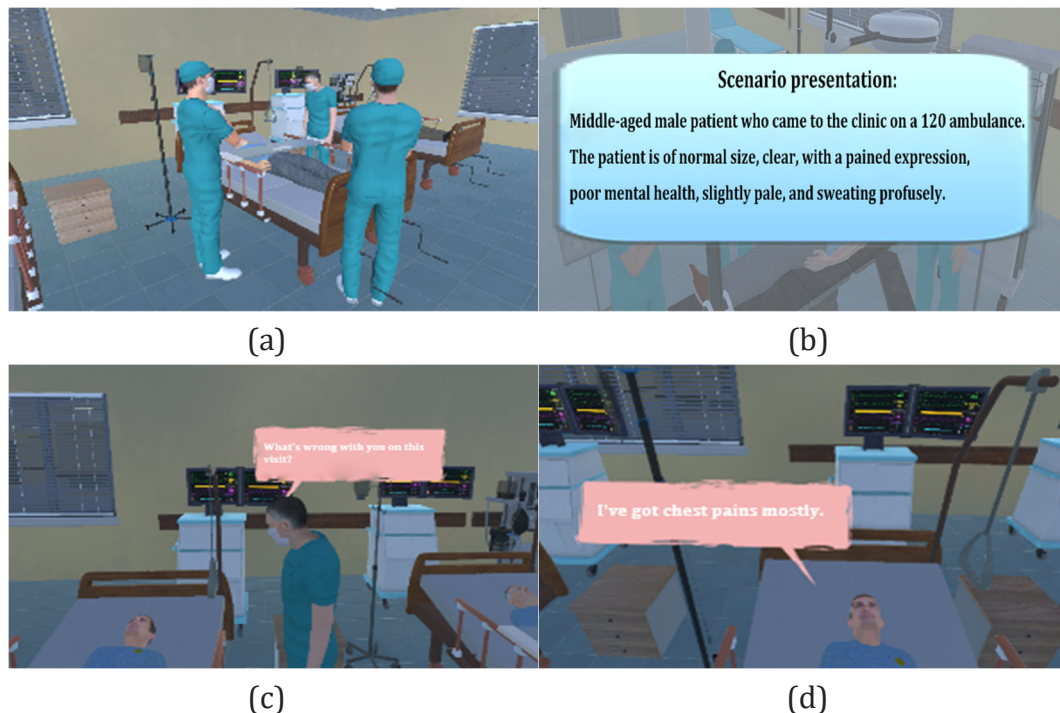 Scenario presentation:
Middle-aged male patient who came to the clinic on a 120 ambulance.
The patient is of normal size, clear, with a pained expression,
poor mental health, slightly pale, and sweating profusely.
(a)
(b)
What's wrong with you on this
visit?
I've got chest pains mostly.
(c)
(d)